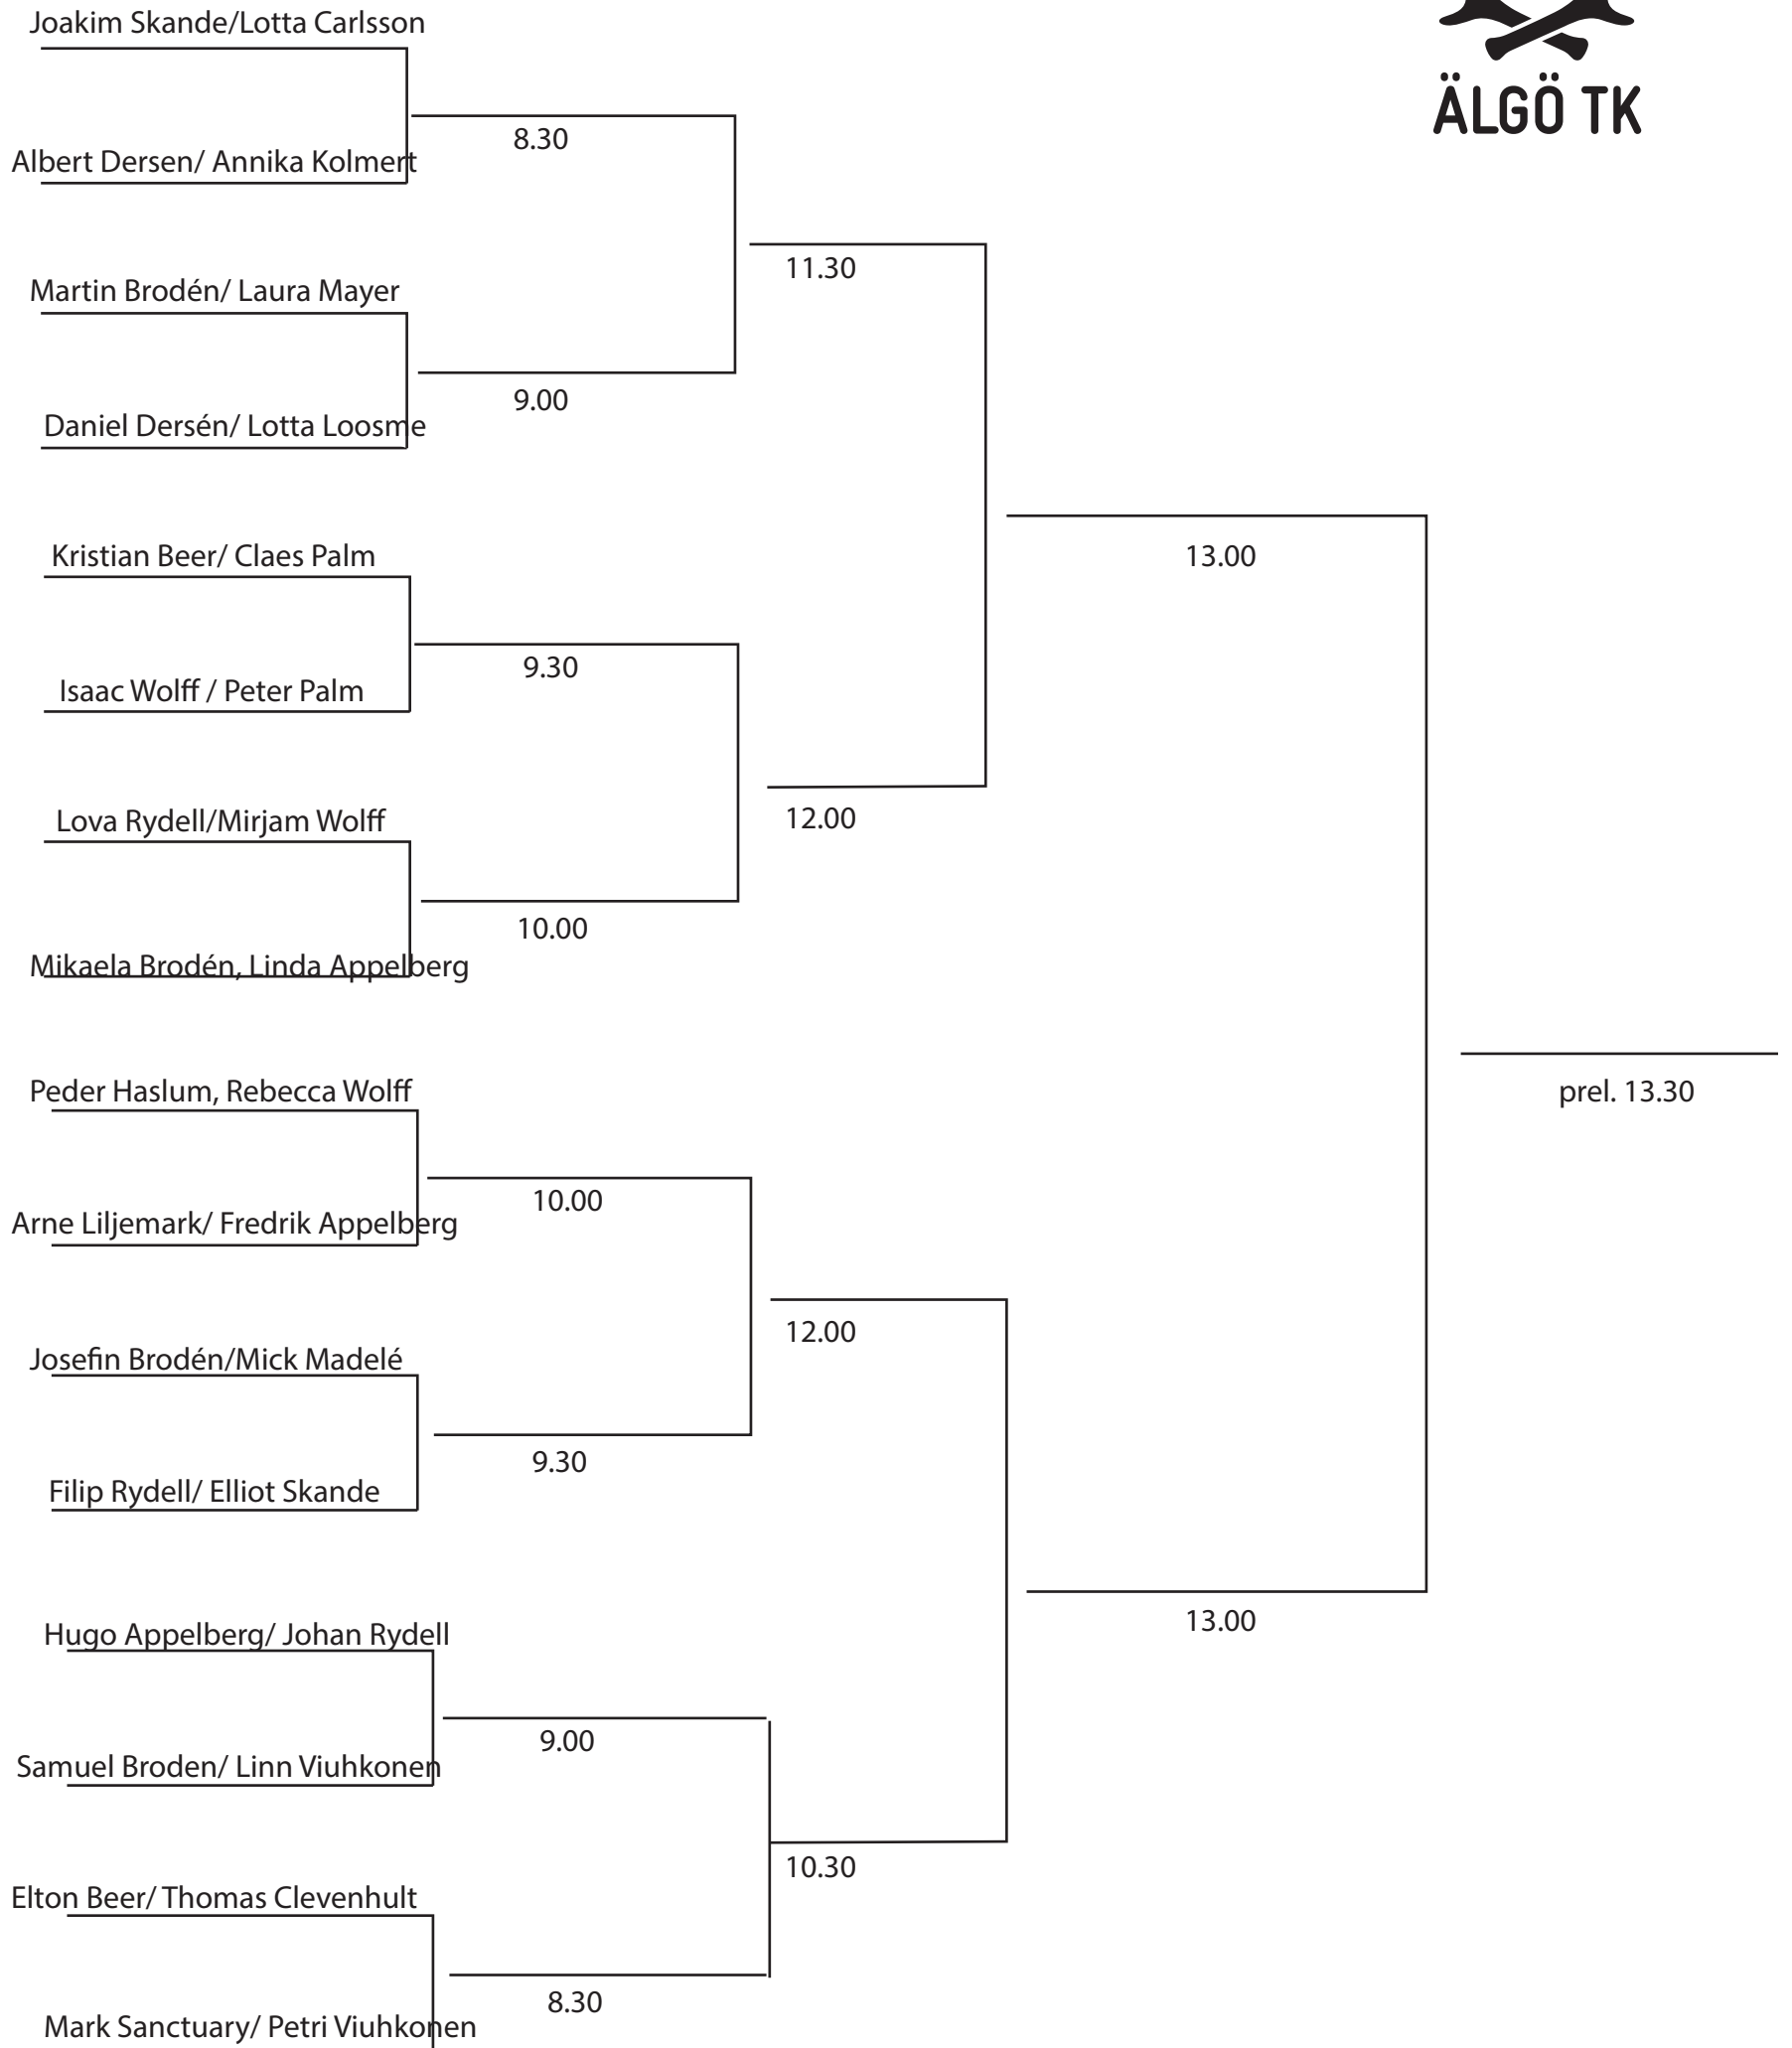 Joakim Skande/Lotta Carlsson
ÄLGÖ TK
8.30
Albert Dersen/ Annika Kolmert
11.30
Martin Brodén/ Laura Mayer
9.00
Daniel Dersén/ Lotta Loosme
Kristian Beer/ Claes Palm
13.00
9.30
Isaac Wolff / Peter Palm
Lova Rydell/Mirjam Wolff
12.00
10.00
Mikaela Brodén, Linda Appelberg
Peder Haslum, Rebecca Wolff
prel. 13.30
10.00
Arne Liljemark/ Fredrik Appelberg
12.00
Josefin Brodén/Mick Madelé
9.30
Filip Rydell/ Elliot Skande
13.00
Hugo Appelberg/ Johan Rydell
9.00
Samuel Broden/ Linn Viuhkonen
10.30
Elton Beer/ Thomas Clevenhult
8.30
Mark Sanctuary/ Petri Viuhkonen